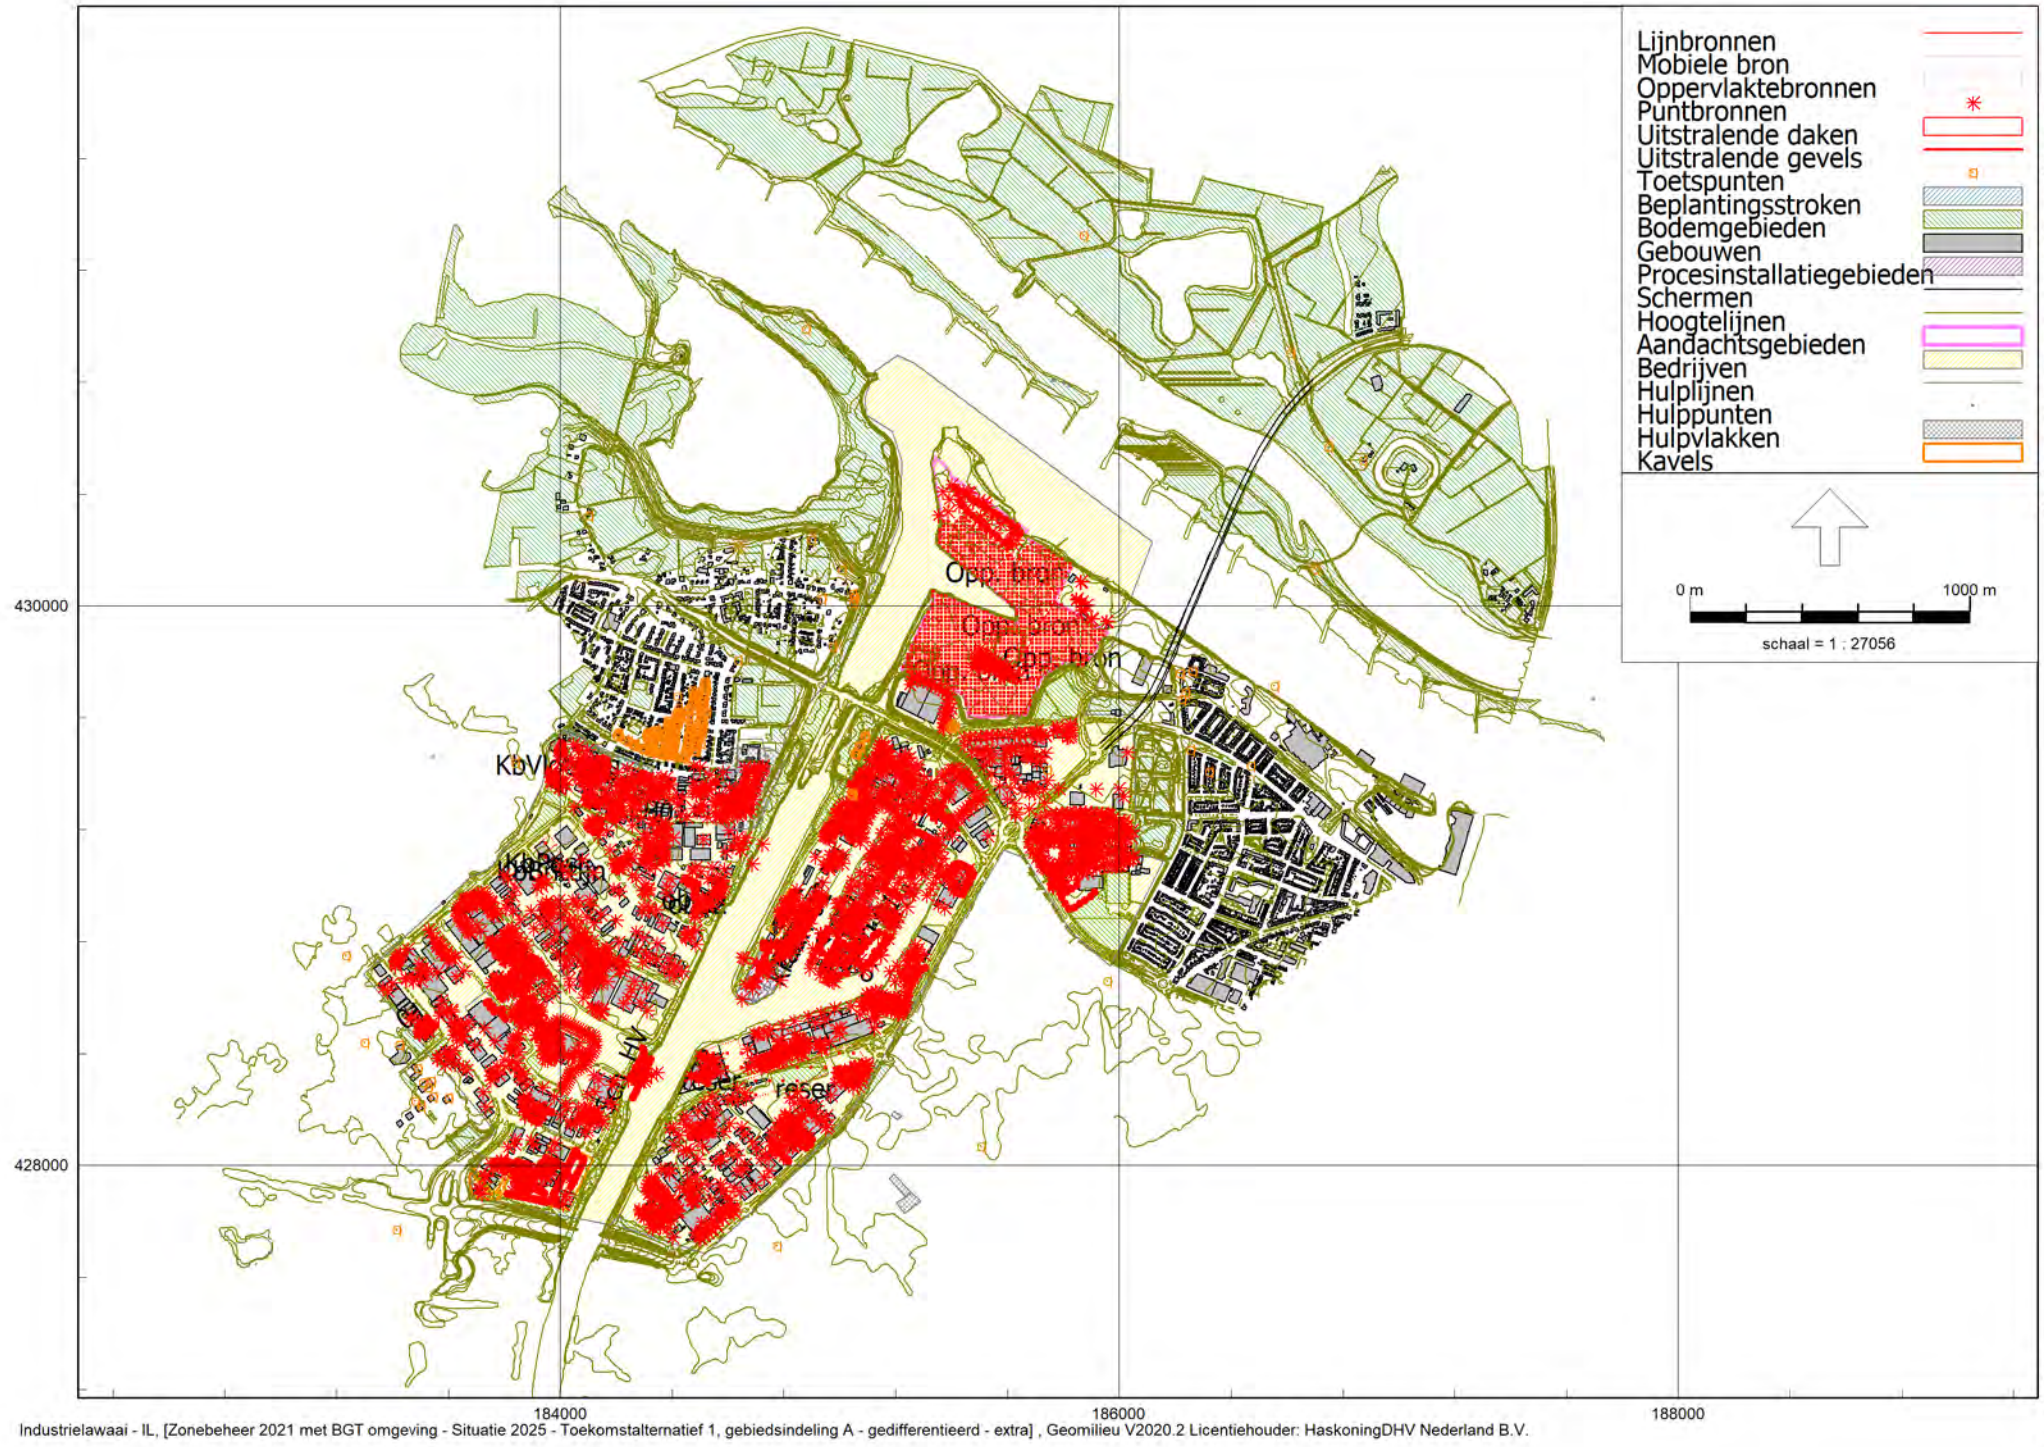 Lijnbronnen
Mobiele bron
Oppervlaktebronnen
Puntbronnen
Uitstralende daken
Uitstralende gevels
Toetspunten
Beplantingsstroken
Bodemgebieden
Gebouwen
Procesinstallatiegebieden
Schermen
Hoogtelijnen
Aandachtsgebieden
Bedrijven
Hulplijnen
Hulppunten
Hulpvlakken
Kavels
0 m 1000 m
schaal = 1 : 27056
Opp. bron
430000
Opp. bron
Opp. bron
HV
reser
428000
184000 186000 188000
Industrielawaai - IL, [Zonebeheer 2021 met BGT omgeving - Situatie 2025 - Toekomstalternatief 1, gebiedsindeling A - gedifferentieerd - extra] , Geomilieu V2020.2 Licentiehouder: HaskoningDHV Nederland B.V.